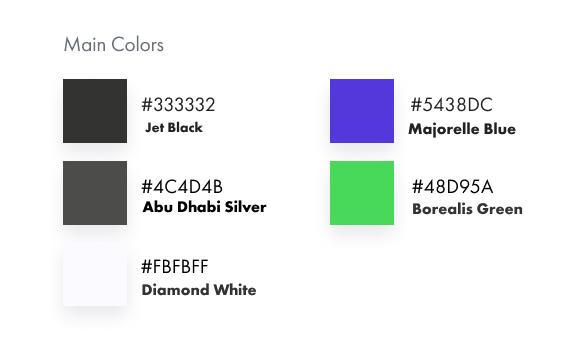 Main Colors
#333332
Jet Black
#4C4D4B
Abu Dhabi Silver
#FBFBFF
Diamond White
#5438DC
Majorelle Blue
#48D95A
Borealis Green